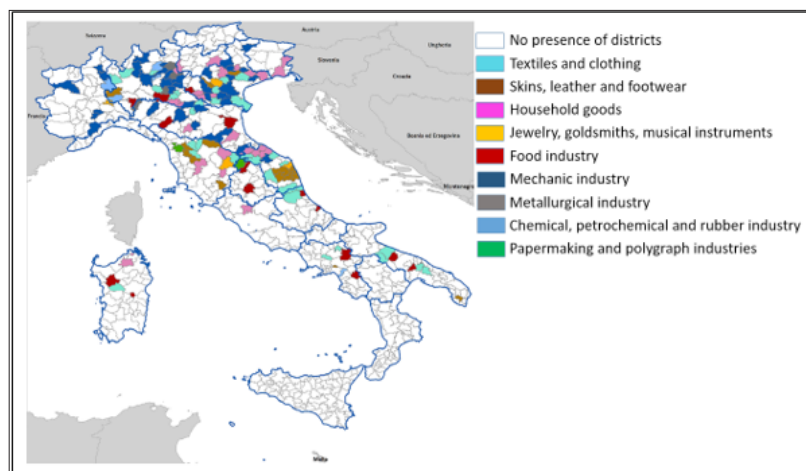 Austria
Svizzera
Ungheria
Slovenia
Croazia
Francia
Bosnia ed Erzegovina
Montenegro
Malta
No presence of districts
Textiles and clothing
Skins, leather and footwear
Household goods
Jewelry, goldsmiths, musical instruments
Food industry
Mechanic industry
Metallurgical industry
Chemical, petrochemical and rubber industry
Papermaking and polygraph industries